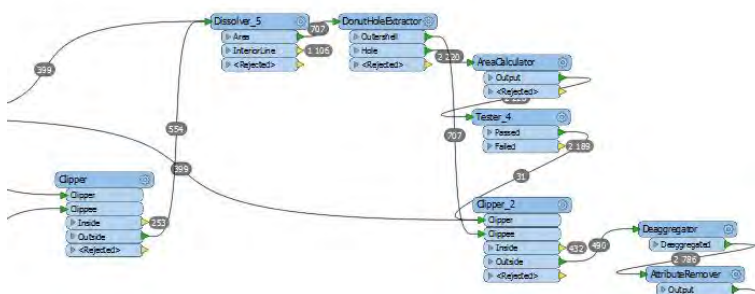 Dissolver_5
Area
707
InteriorLine
1 106
<Rejected>
DonutHoleExtractor
Outershell
Hole
2 220
<Rejected>
AreaCalculator
Output
<Rejected>
Tester_4
Passed
Failed
2 189
399
554
707
399
31
Clipper
Clipper
Clippee
Inside
253
Outside
<Rejected>
Clipper_2
Clipper
Clippee
Inside
432
490
Outside
<Rejected>
Deaggregator
Deaggregated
2 786
AttributeRemover
Output